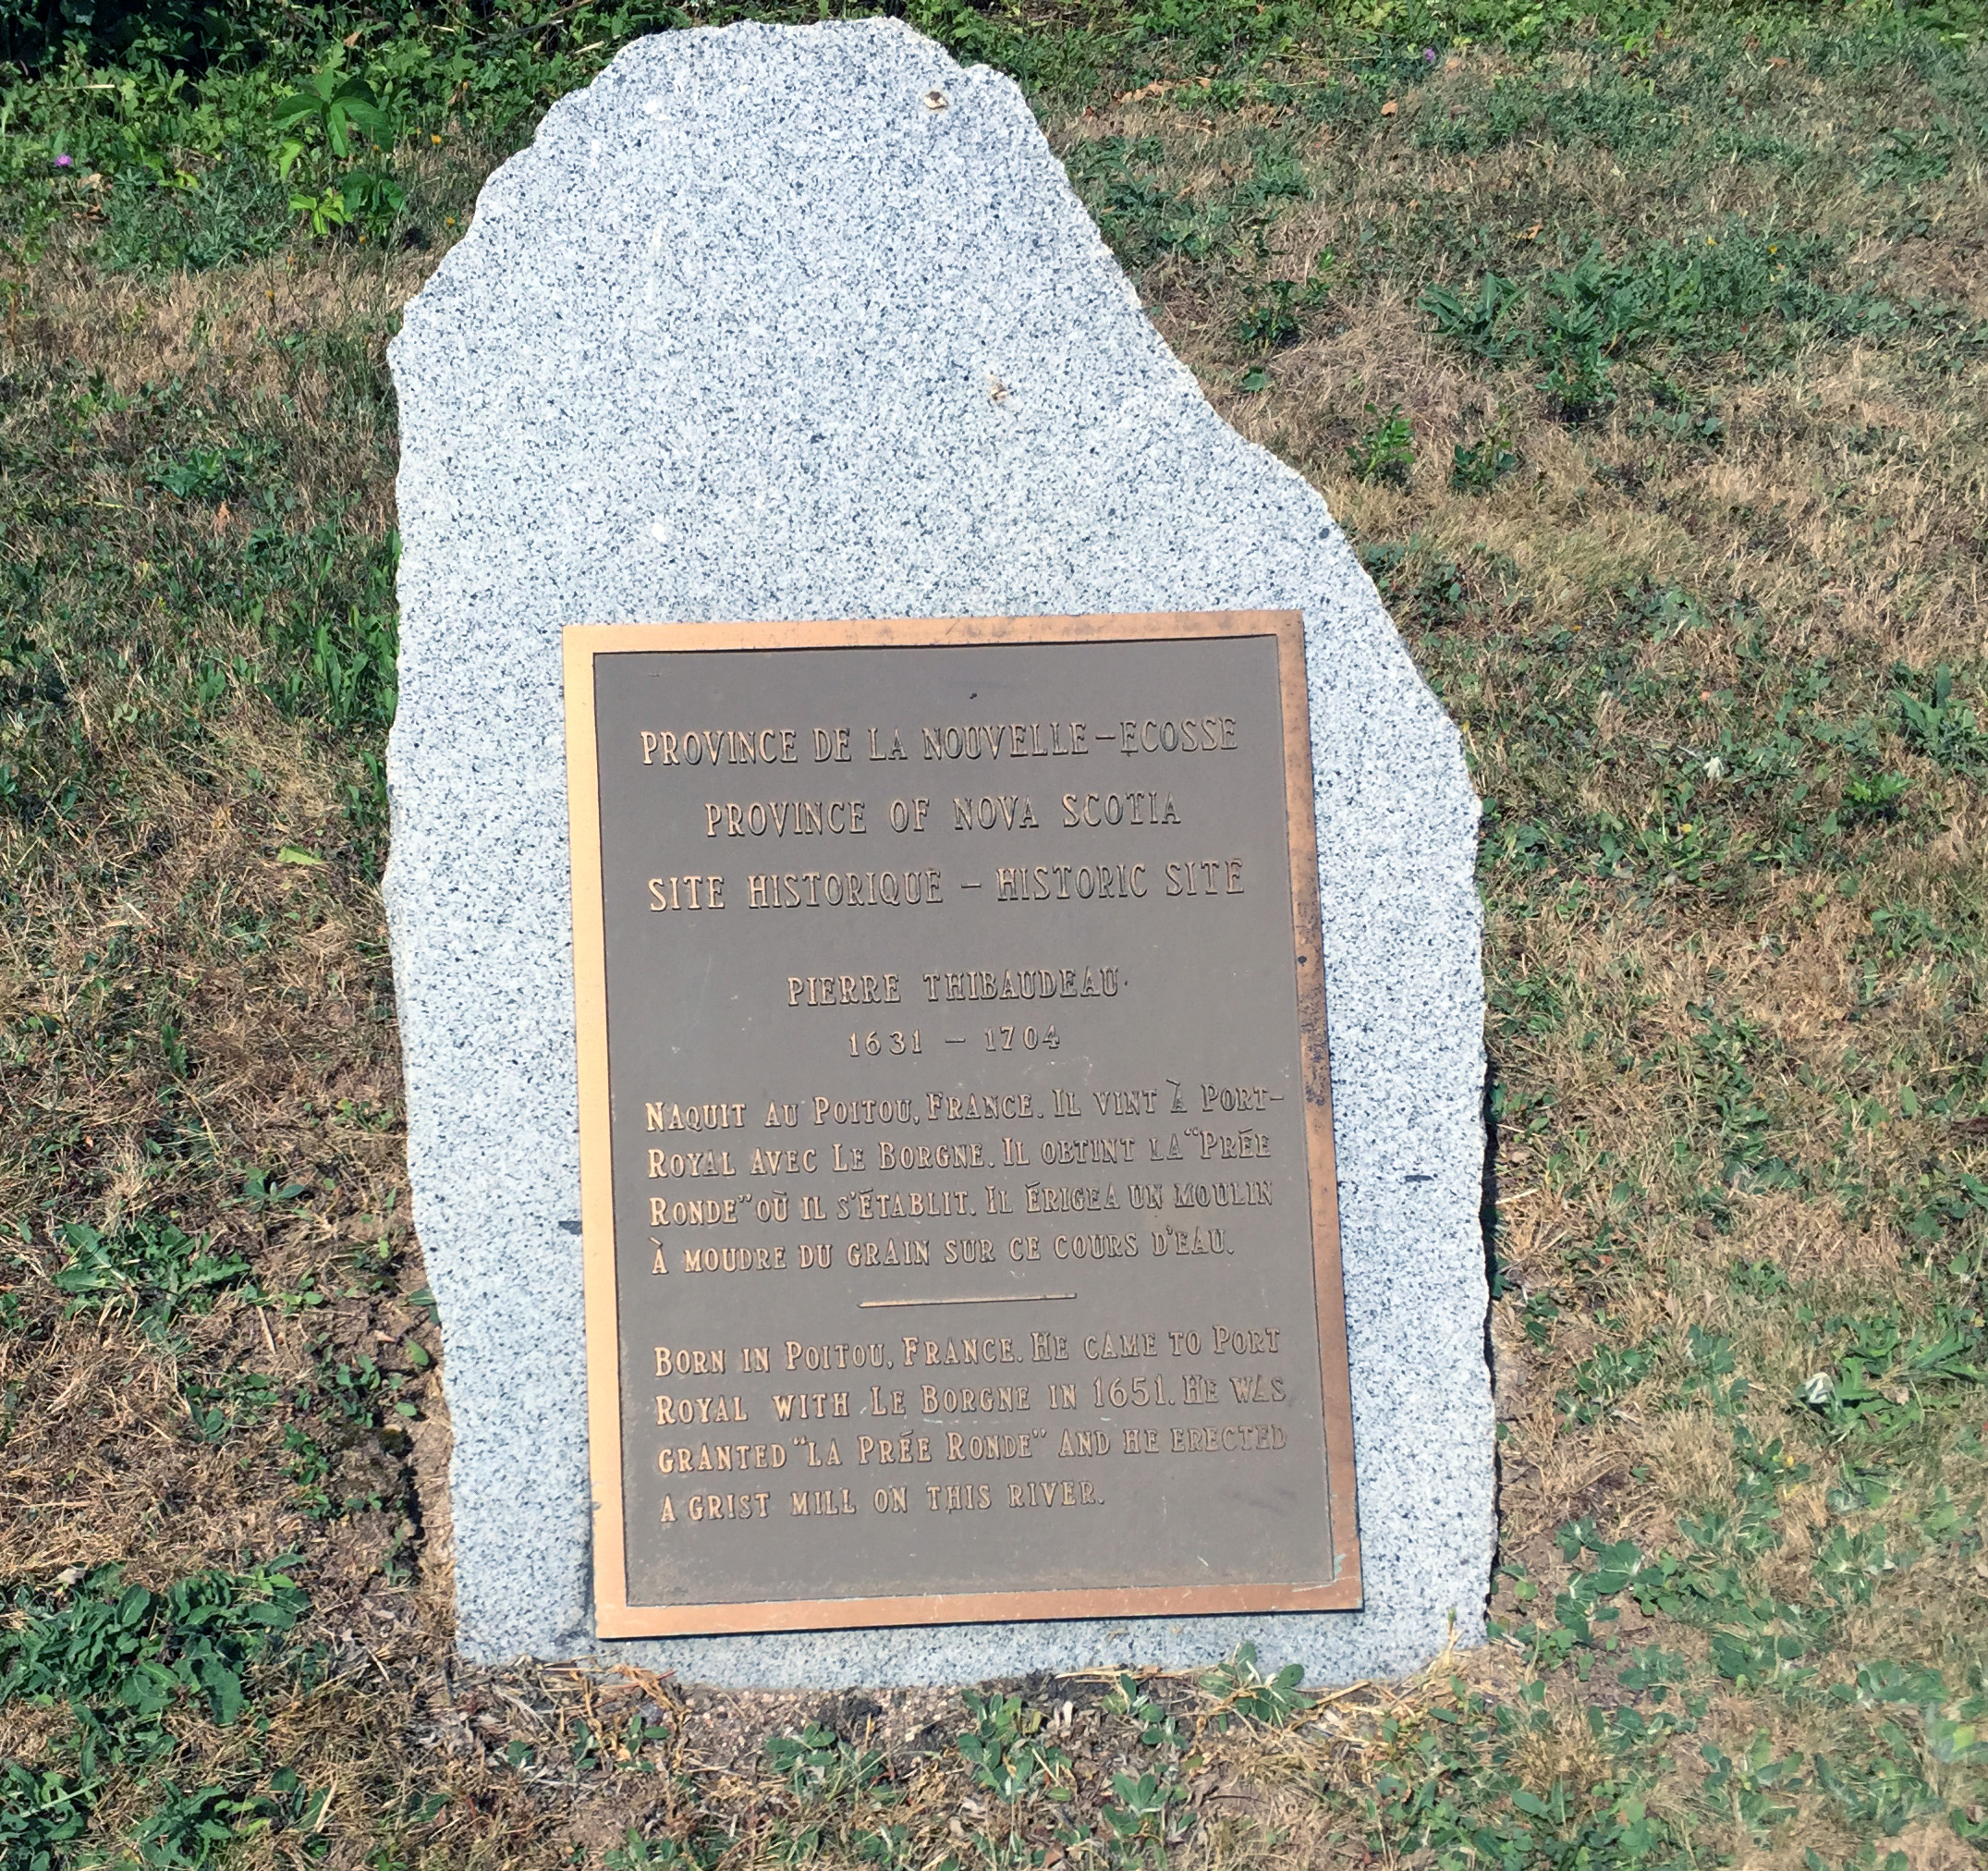 PROVINCE DE LA NOUVELLE-ECOSSE
PROVINCE OF NOVA SCOTIA
SITE HISTORIQUE - HISTORIC SITE
PIERRE THIBAUDEAU
1631 - 1704
NAQUIT AU POITOU, FRANCE. IL VINT À PORT-
ROYAL AVEC LE BORGNE. IL OBTINT LA "PRÉE
RONDE" OÙ IL S'ÉTABLIT. IL ÉRIGEA UN MOULIN
À MOUDRE DU GRAIN SUR CE COURS D'EAU.
BORN IN POITOU, FRANCE. HE CAME TO PORT
ROYAL WITH LE BORGNE IN 1651. HE WAS
GRANTED "LA PRÉE RONDE" AND HE ERECTED
A GRIST MILL ON THIS RIVER.